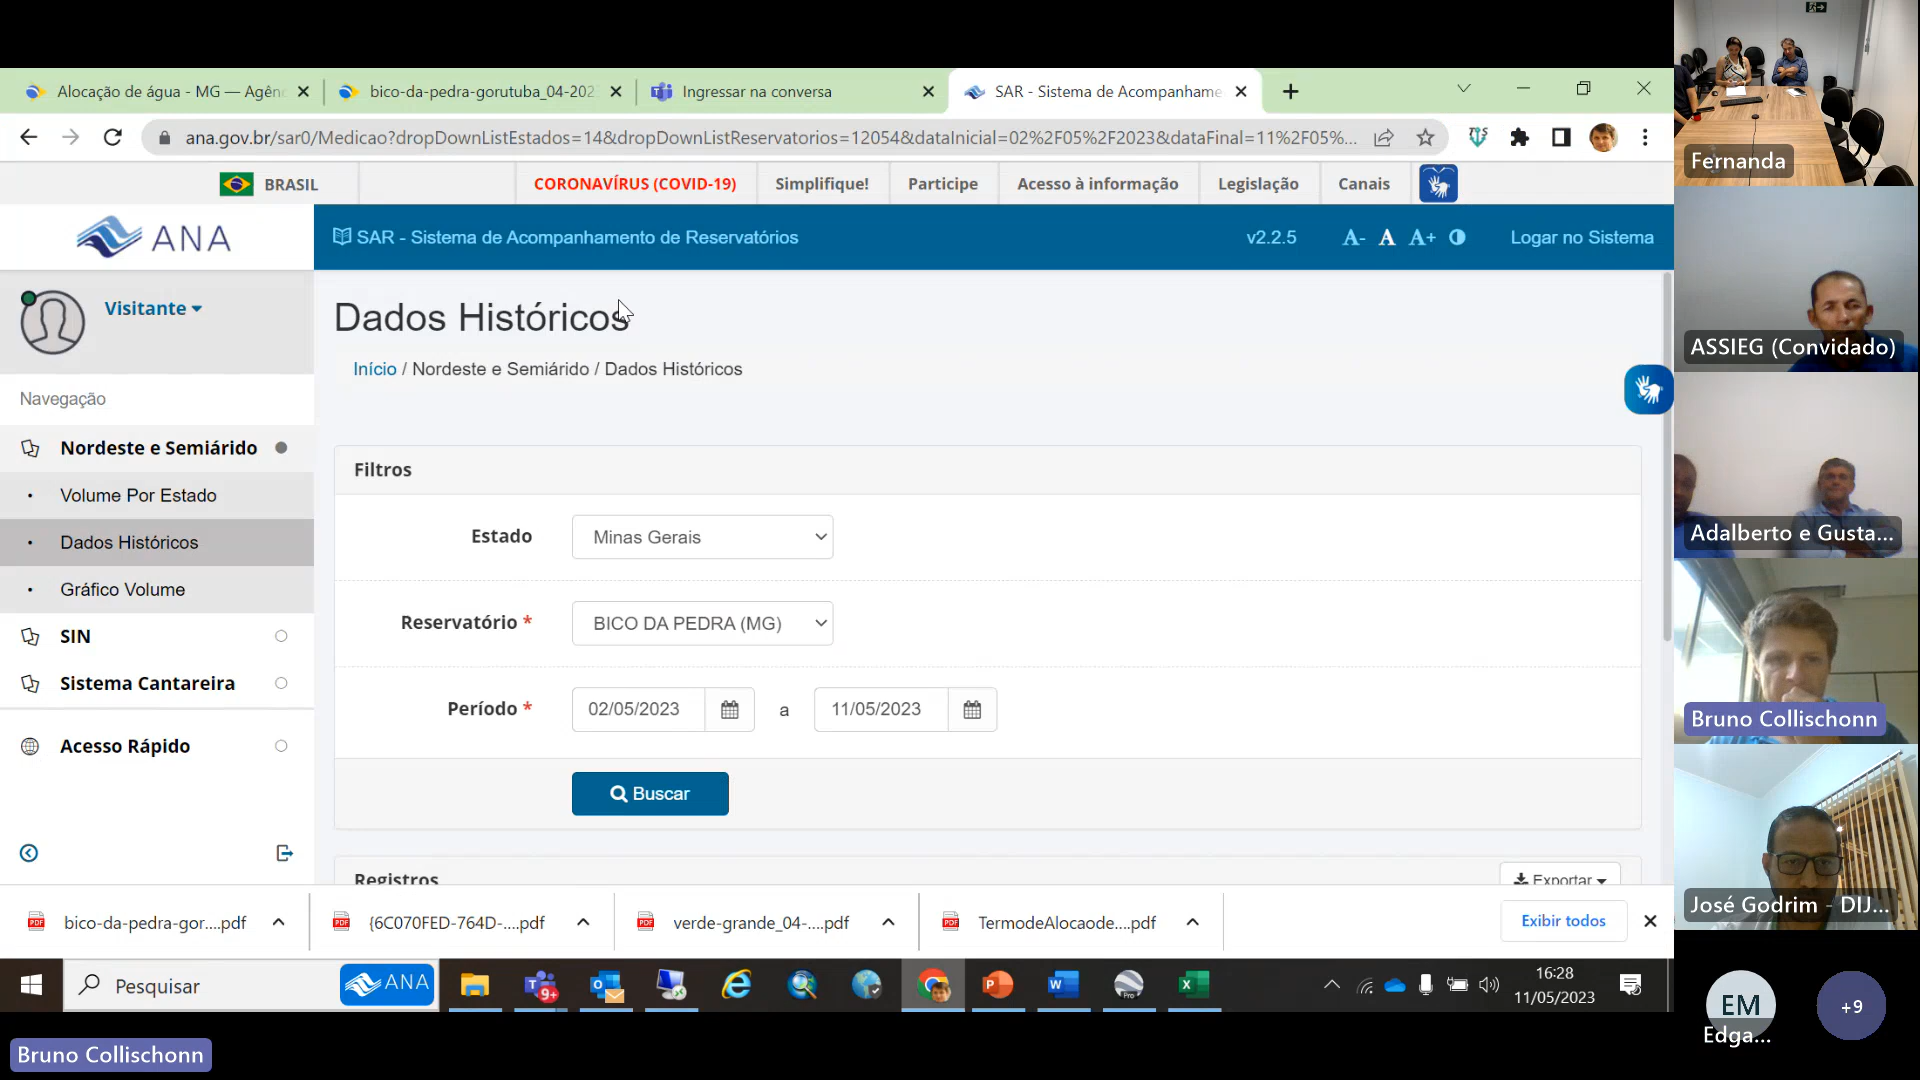 Alocação de água - MG — Agên
bico-da-pedra-gorutuba_04-202
Ingressar na conversa
SAR - Sistema de Acompanhame
ana.gov.br/sar0/Medicao?dropDownListEstados=14&dropDownListReservatorios=12054&dataInicial=02%2F05%2F2023&dataFinal=11%2F05%...
BRASIL
CORONAVÍRUS (COVID-19)
Simplifique!
Participe
Acesso à informação
Legislação
Canais
ANA
SAR - Sistema de Acompanhamento de Reservatórios
v2.2.5
A- A A+
Logar no Sistema
Visitante
Navegação
Nordeste e Semiárido
Volume Por Estado
Dados Históricos
Gráfico Volume
SIN
Sistema Cantareira
Acesso Rápido
Dados Históricos
Início / Nordeste e Semiárido / Dados Históricos
Filtros
Estado
Minas Gerais
Reservatório *
BICO DA PEDRA (MG)
Período *
02/05/2023
a
11/05/2023
Buscar
Registros
Exportar
bico-da-pedra-gor....pdf
{6C070FED-764D-....pdf
verde-grande_04-....pdf
TermodeAlocaode....pdf
Exibir todos
Pesquisar
ANA
9+
Pro
16:28
11/05/2023
Bruno Collischonn
Fernanda
ASSIEG (Convidado)
Adalberto e Gusta...
Bruno Collischonn
José Godrim - DIJ...
EM
Edga...
+9